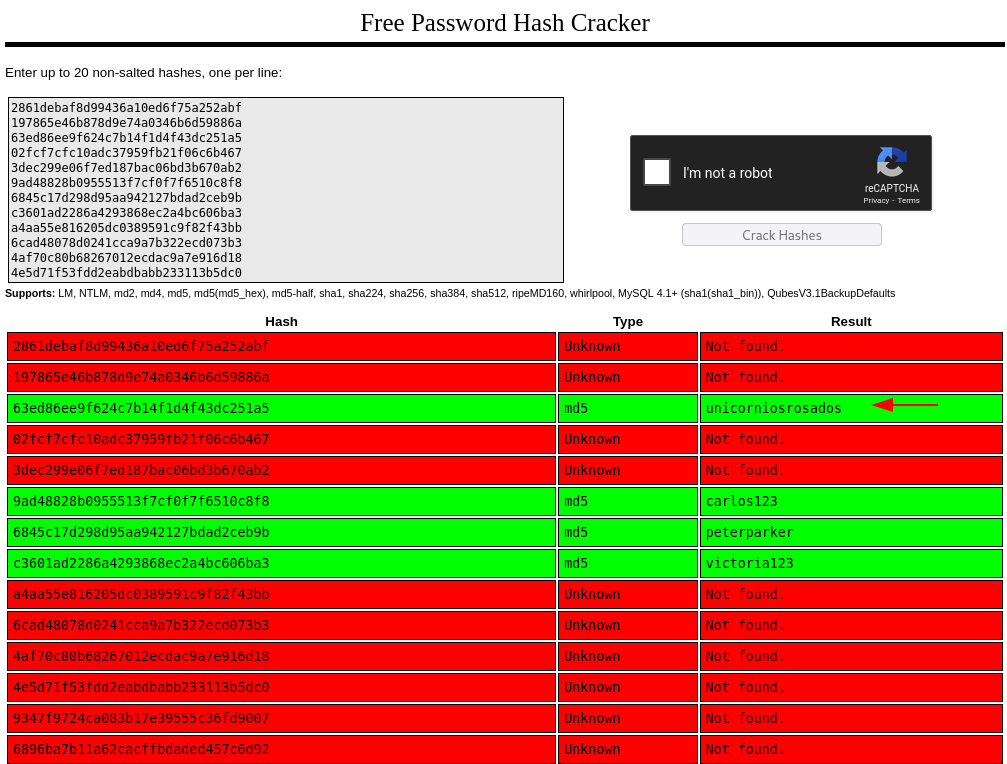 Free Password Hash Cracker
Enter up to 20 non-salted hashes, one per line:
2861debaf8d99436a10ed6f75a252abf
197865e46b878d9e74a0346b6d59886a
63ed86ee9f624c7b14f1d4f43dc251a5
02fcf7cfc10adc37959fb21f06c6b467
3dec299e06f7ed187bac06bd3b670ab2
9ad48828b0955513f7cf0f7f6510c8f8
6845c17d298d95aa942127bdad2ceb9b
c3601ad2286a4293868ec2a4bc606ba3
a4aa55e816205dc0389591c9f82f43bb
6cad48078d0241cca9a7b322ecd073b3
4af70c80b68267012ecdac9a7e916d18
4e5d71f53fdd2eabdbabb233113b5dc0
I'm not a robot
reCAPTCHA
Privacy - Terms
Crack Hashes
Supports: LM, NTLM, md2, md4, md5, md5(md5_hex), md5-half, sha1, sha224, sha256, sha384, sha512, ripeMD160, whirlpool, MySQL 4.1+ (sha1(sha1_bin)), QubesV3.1BackupDefaults
Hash Type Result
2861debaf8d99436a10ed6f75a252abf Unknown Not found.
197865e46b878d9e74a0346b6d59886a Unknown Not found.
63ed86ee9f624c7b14f1d4f43dc251a5 md5 unicorniosrosados
02fcf7cfc10adc37959fb21f06c6b467 Unknown Not found.
3dec299e06f7ed187bac06bd3b670ab2 Unknown Not found.
9ad48828b0955513f7cf0f7f6510c8f8 md5 carlos123
6845c17d298d95aa942127bdad2ceb9b md5 peterparker
c3601ad2286a4293868ec2a4bc606ba3 md5 victoria123
a4aa55e816205dc0389591c9f82f43bb Unknown Not found.
6cad48078d0241cca9a7b322ecd073b3 Unknown Not found.
4af70c80b68267012ecdac9a7e916d18 Unknown Not found.
4e5d71f53fdd2eabdbabb233113b5dc0 Unknown Not found.
9347f9724ca083b17e39555c36fd9007 Unknown Not found.
6896ba7b11a62cacffbdaded457c6d92 Unknown Not found.